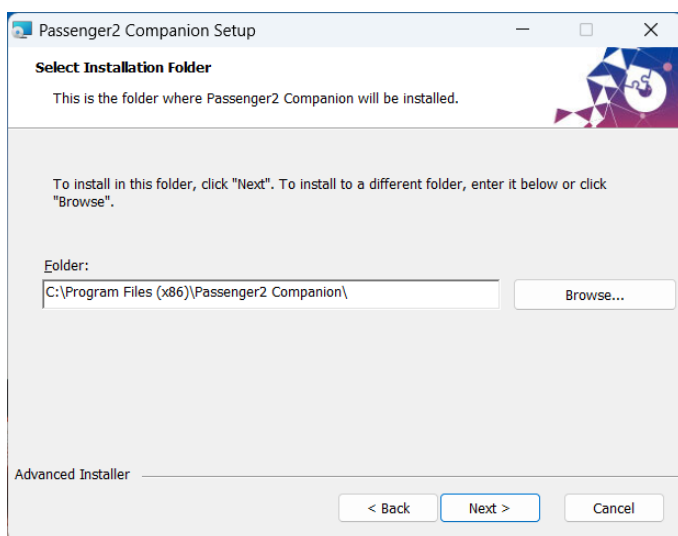 Passenger2 Companion Setup
Select Installation Folder
This is the folder where Passenger2 Companion will be installed.
To install in this folder, click "Next". To install to a different folder, enter it below or click
"Browse".
Folder:
C:\Program Files (x86)\Passenger2 Companion\
Browse...
Advanced Installer
< Back
Next >
Cancel